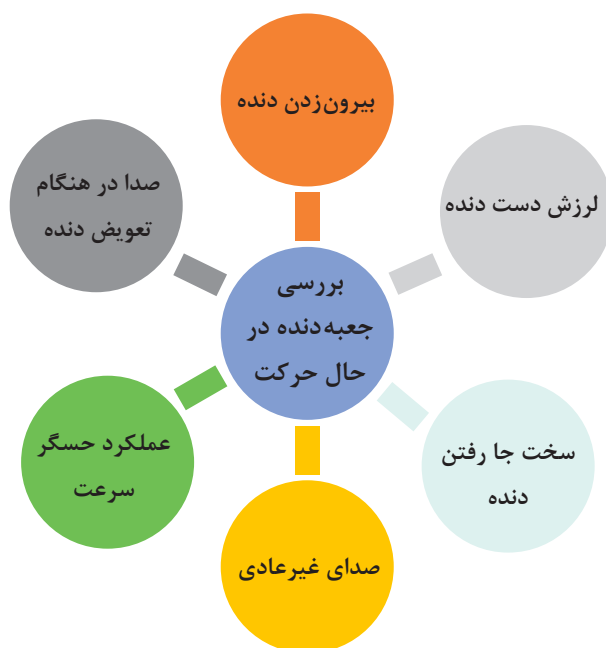 بیرون‌زدن دنده
لرزش دست دنده
سخت جا رفتن
دنده
صدای غیرعادی
عملکرد حسگر
سرعت
صدا در هنگام
تعویض دنده
بررسی
جعبه‌دنده در
حال حرکت